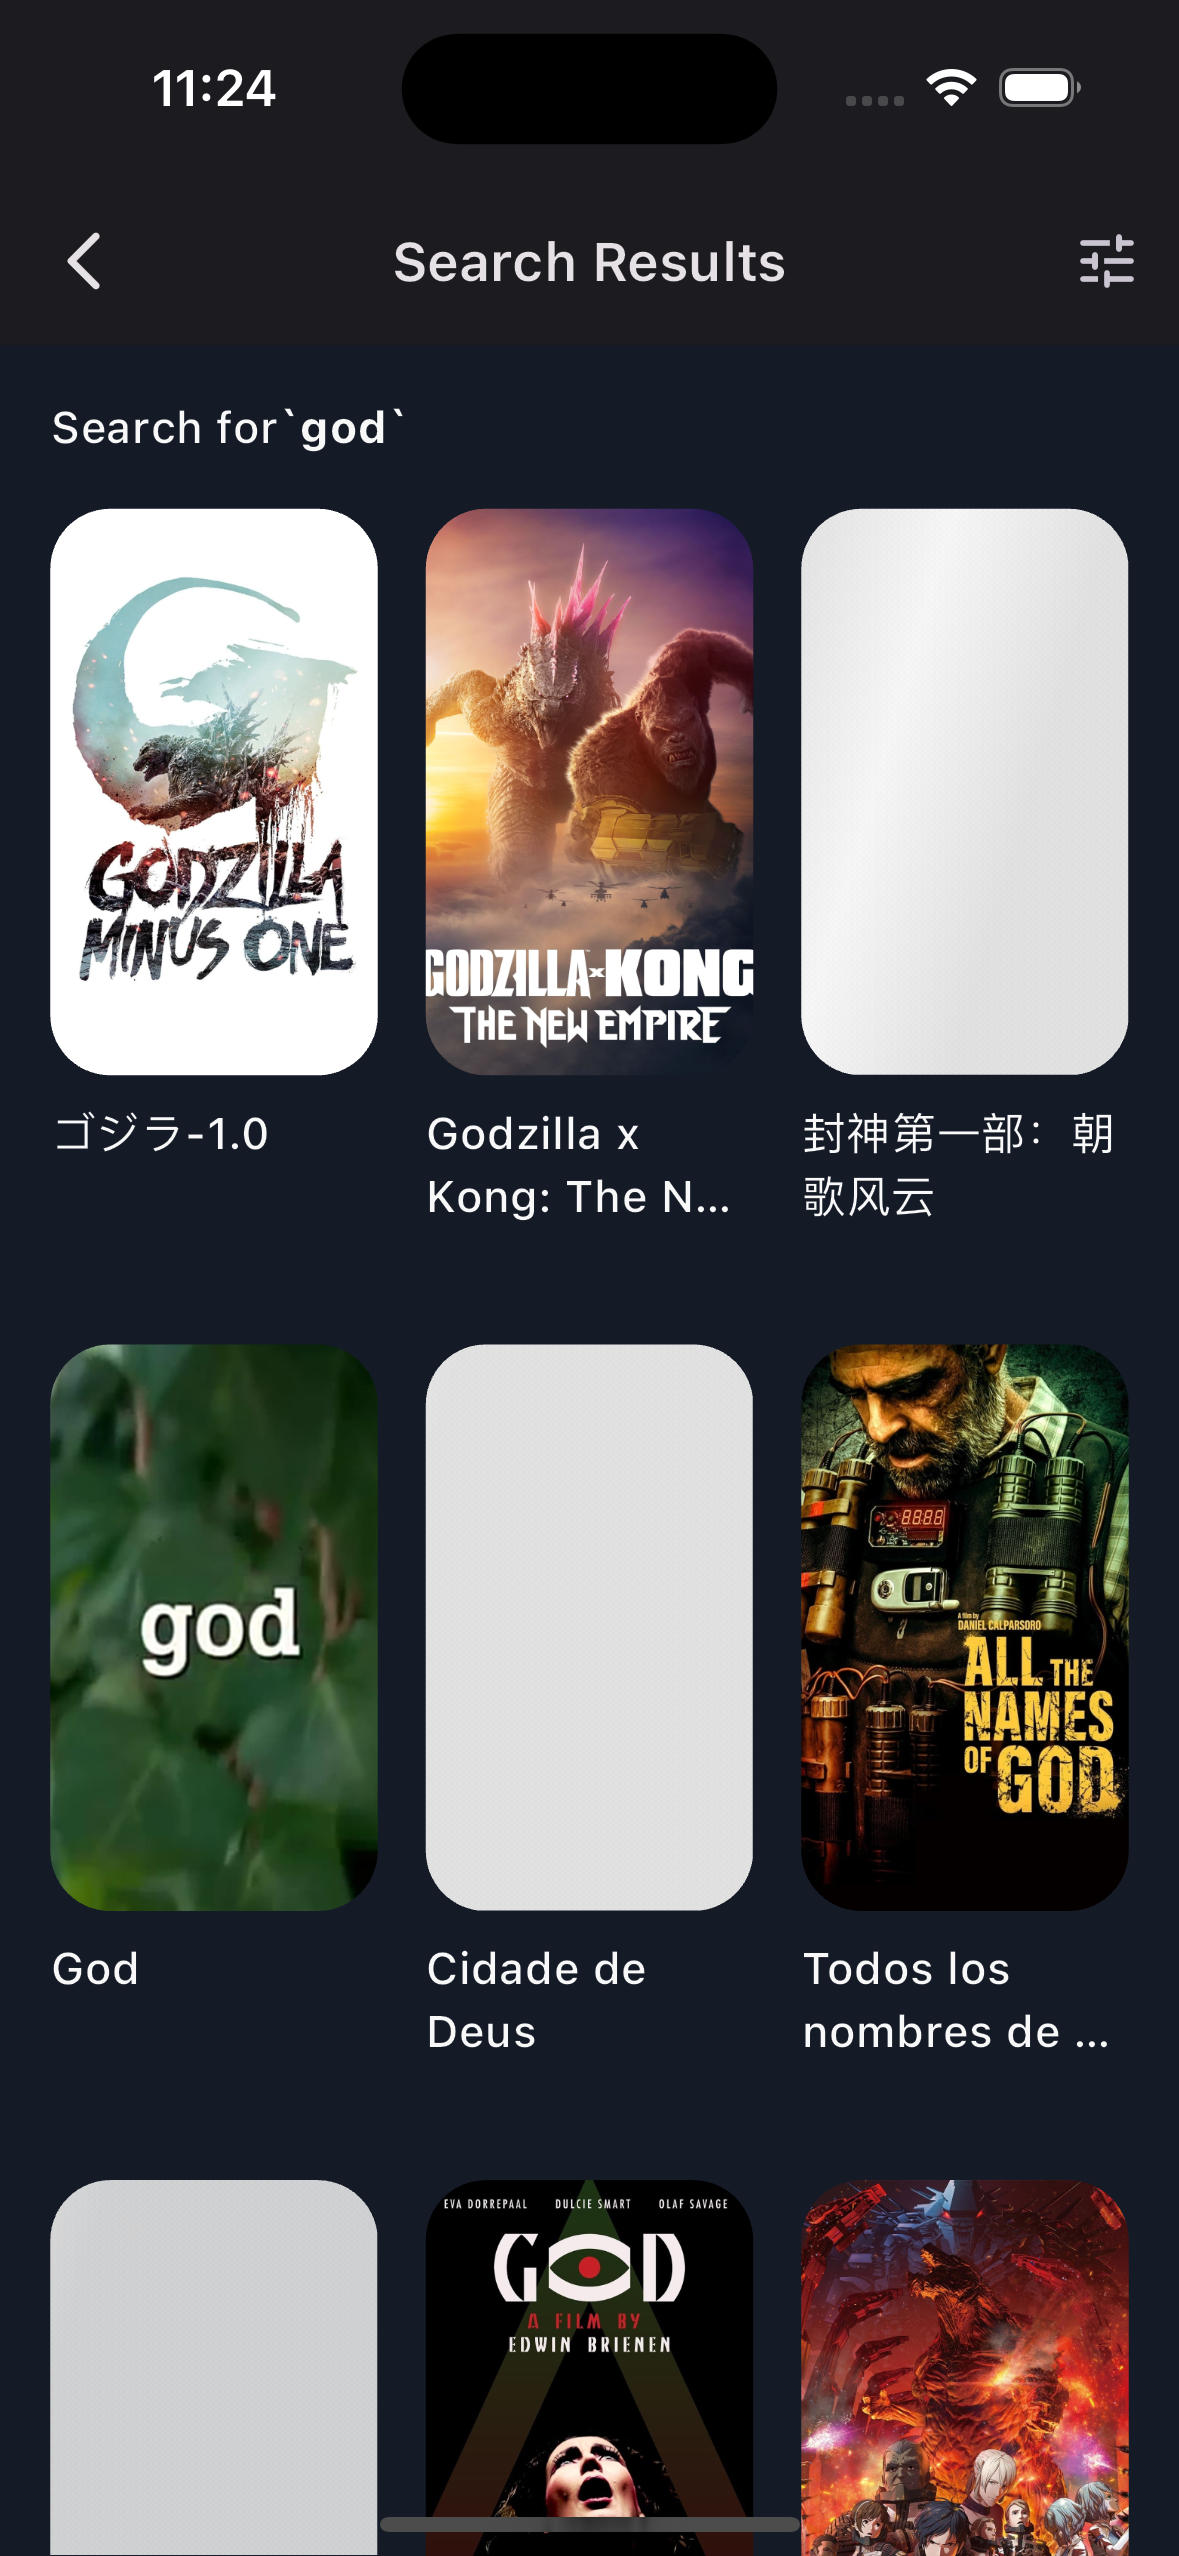 11:24
Search Results
Search for`god`
GODZILLA
MINUS ONE
GODZILLA x KONG
THE NEW EMPIRE
ゴジラ-1.0
Godzilla x
Kong: The N...
封神第一部：朝
歌风云
god
8888
A film by
DANIEL CALPARSORO
ALL THE
NAMES
OF GOD
God
Cidade de
Deus
Todos los
nombres de ...
EVA DORREPAAL DULCIE SMART OLAF SAVAGE
GOD
A FILM BY
EDWIN BRIENEN